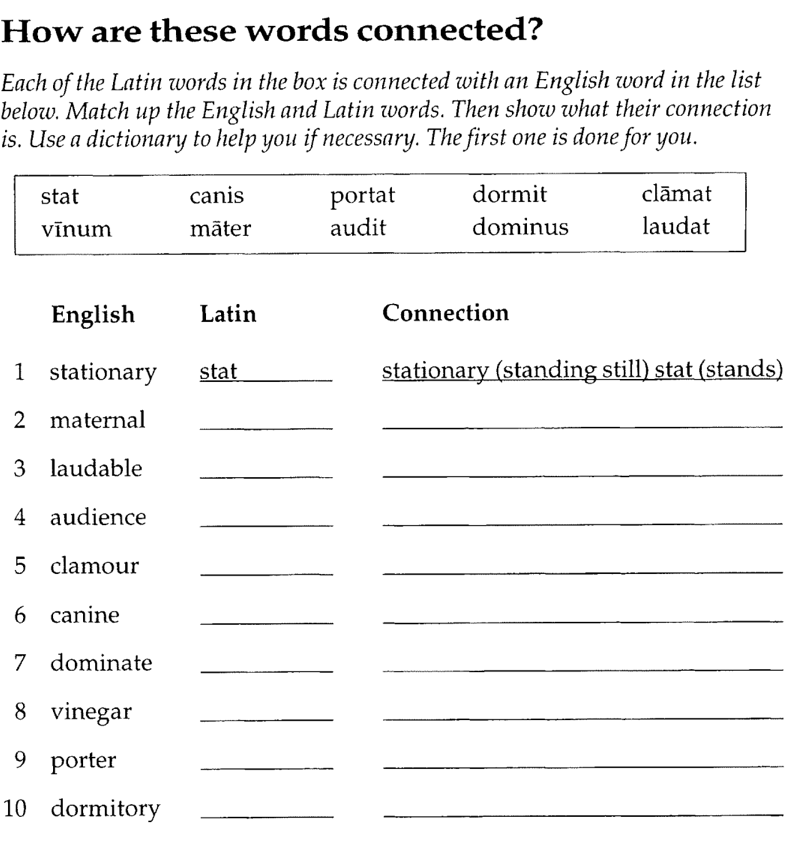 How are these words connected?
Each of the Latin words in the box is connected with an English word in the list
below. Match up the English and Latin words. Then show what their connection
is. Use a dictionary to help you if necessary. The first one is done for you.
stat canis portat dormit clāmat
vīnum māter audit dominus laudat
English Latin Connection
1 stationary stat stationary (standing still) stat (stands)
2 maternal
3 laudable
4 audience
5 clamour
6 canine
7 dominate
8 vinegar
9 porter
10 dormitory